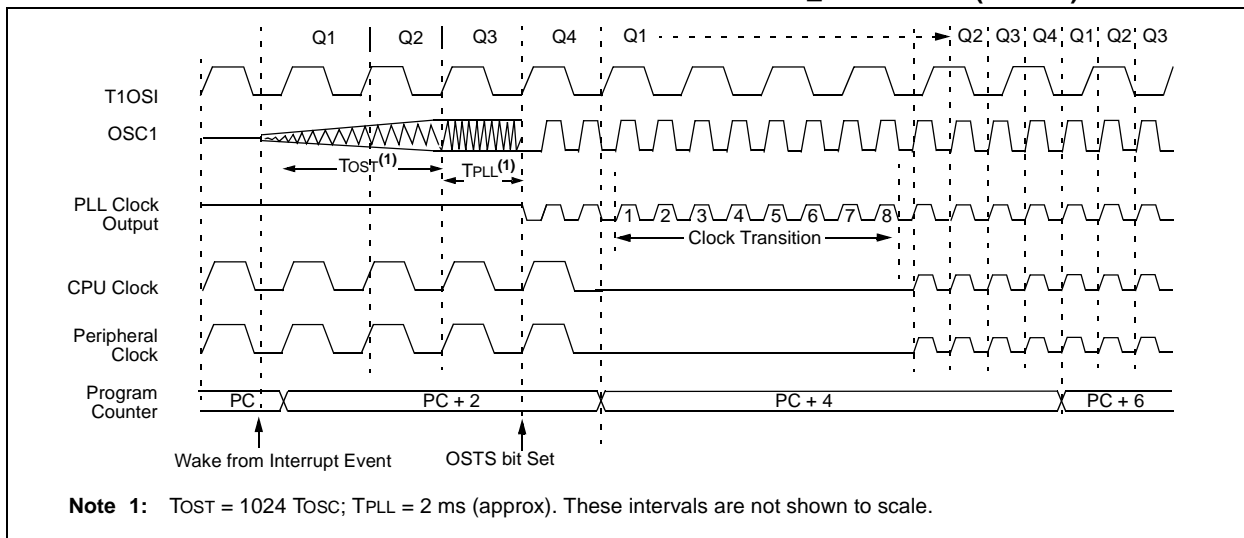 Q1 Q2 Q3 Q4 Q1 Q2 Q3 Q4 Q1 Q2 Q3
T1OSI
OSC1
TOST(1) TPLL(1)
PLL Clock
Output
1 2 3 4 5 6 7 8
Clock Transition
CPU Clock
Peripheral
Clock
Program
Counter
PC PC + 2 PC + 4 PC + 6
Wake from Interrupt Event OSTS bit Set
Note 1: TOST = 1024 TOSC; TPLL = 2 ms (approx). These intervals are not shown to scale.